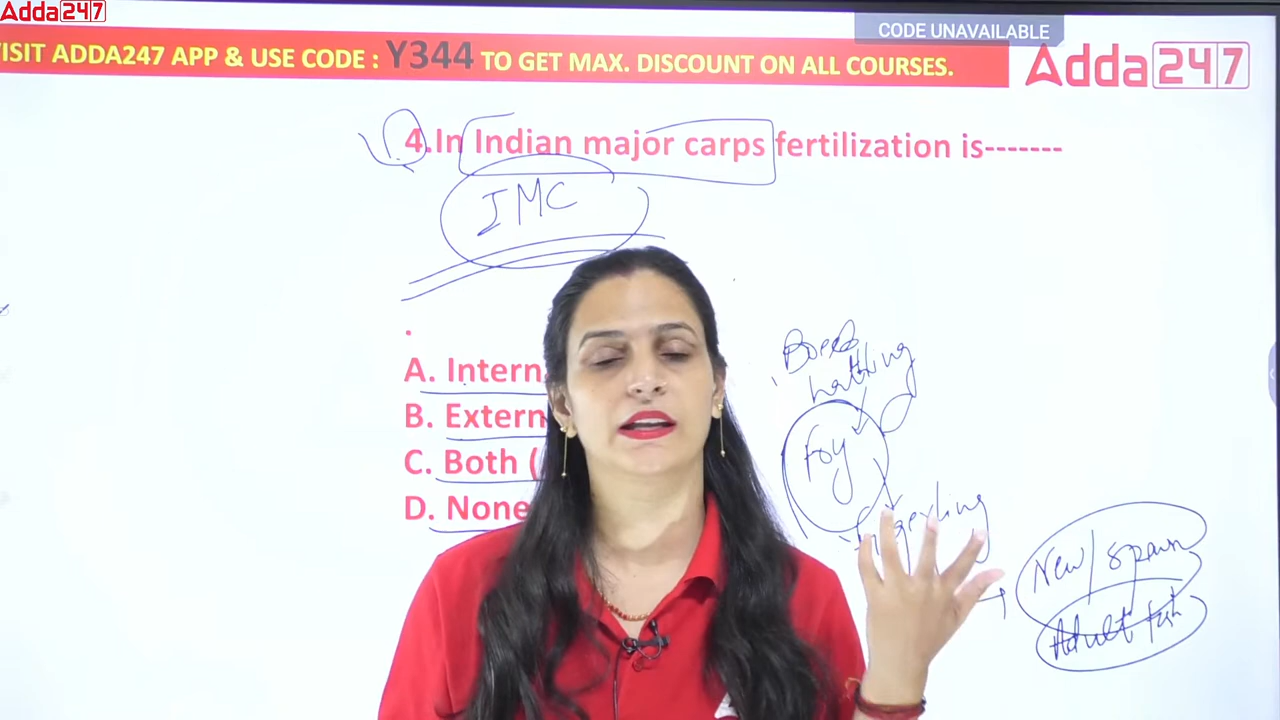 Adda247
CODE UNAVAILABLE
VISIT ADDA247 APP & USE CODE : Y344 TO GET MAX. DISCOUNT ON ALL COURSES.
Adda247
4.In Indian major carps fertilization is-------
IMC
.
A. Intern
B. Extern
C. Both (
D. None
Fry
New/spawn
Adult fish